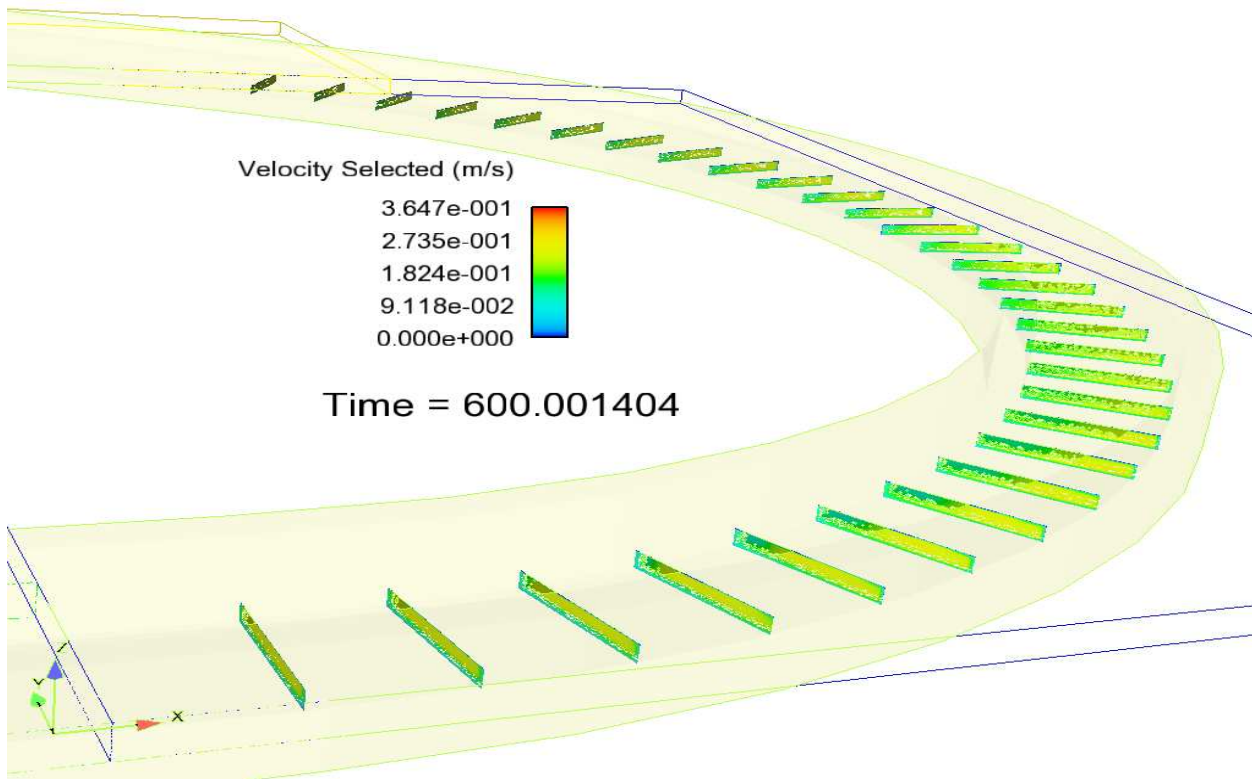 Velocity Selected (m/s)
3.647e-001
2.735e-001
1.824e-001
9.118e-002
0.000e+000
Time = 600.001404
Z
Y
X